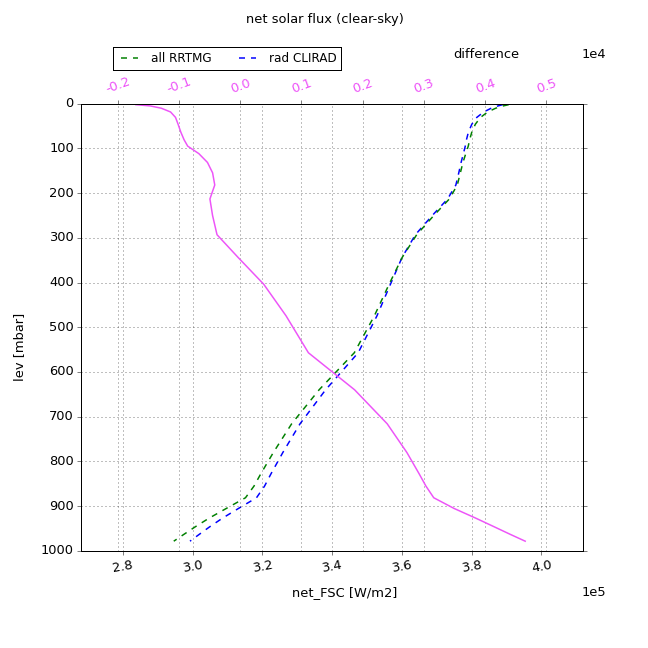 net solar flux (clear-sky)
all RRTMG rad CLIRAD
difference 1e4
-0.2 -0.1 0.0 0.1 0.2 0.3 0.4 0.5
0
100
200
300
400
500
600
700
800
900
1000
lev [mbar]
2.8 3.0 3.2 3.4 3.6 3.8 4.0
net_FSC [W/m2] 1e5